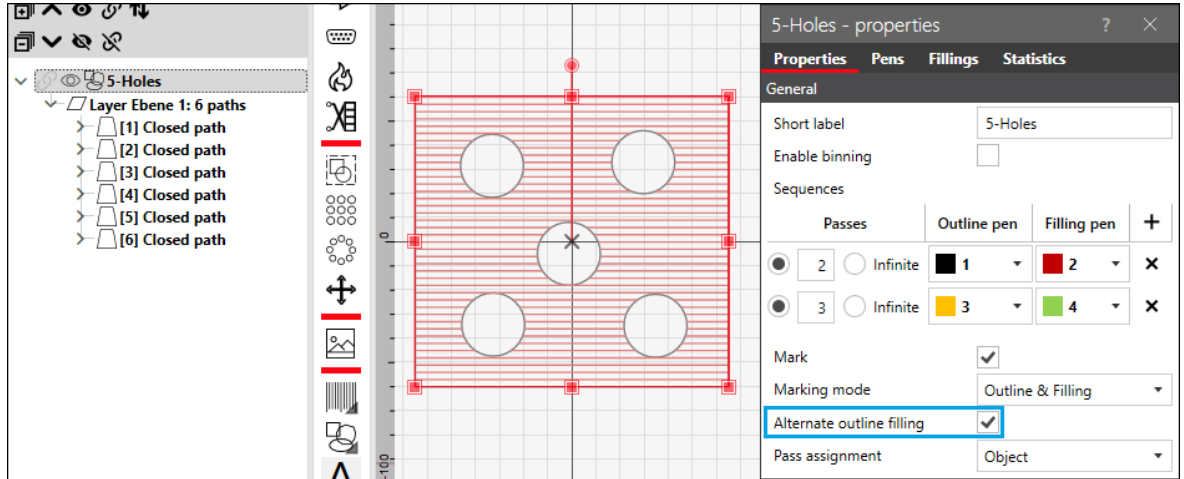 5-Holes
Layer Ebene 1: 6 paths
[1] Closed path
[2] Closed path
[3] Closed path
[4] Closed path
[5] Closed path
[6] Closed path
0
-100
5-Holes - properties ?
Properties Pens Fillings Statistics
General
Short label 5-Holes
Enable binning
Sequences
Passes Outline pen Filling pen +
2 Infinite 1 2
3 Infinite 3 4
Mark
Marking mode Outline & Filling
Alternate outline filling
Pass assignment Object